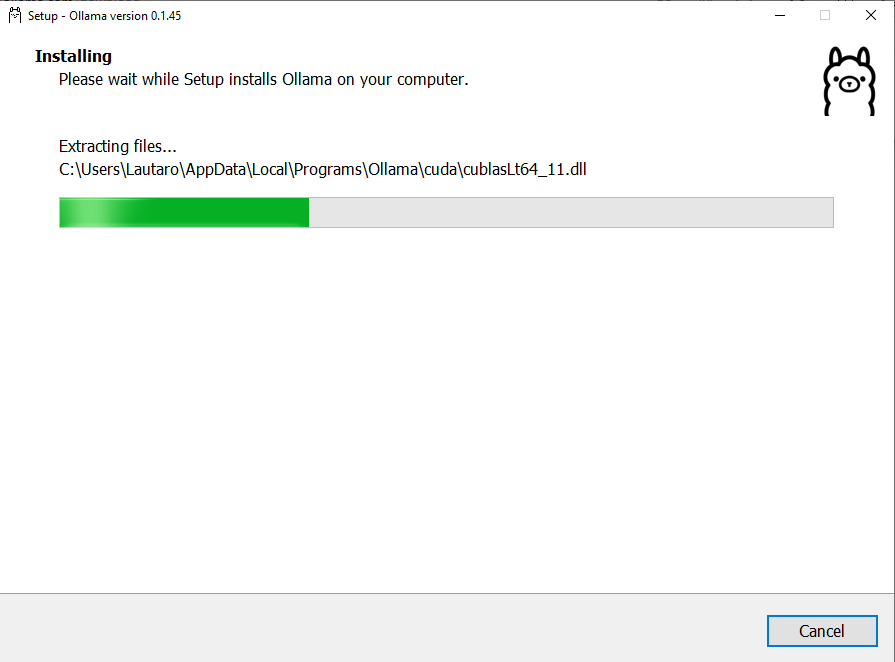 Setup - Ollama version 0.1.45
Installing
Please wait while Setup installs Ollama on your computer.
Extracting files...
C:\Users\Lautaro\AppData\Local\Programs\Ollama\cuda\cublasLt64_11.dll
Cancel